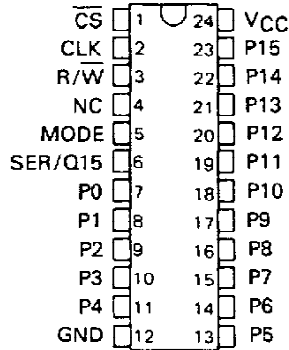 C̅S̅ 1 24 VCC
CLK 2 23 P15
R/W̅ 3 22 P14
NC 4 21 P13
MODE 5 20 P12
SER/Q15 6 19 P11
P0 7 18 P10
P1 8 17 P9
P2 9 16 P8
P3 10 15 P7
P4 11 14 P6
GND 12 13 P5